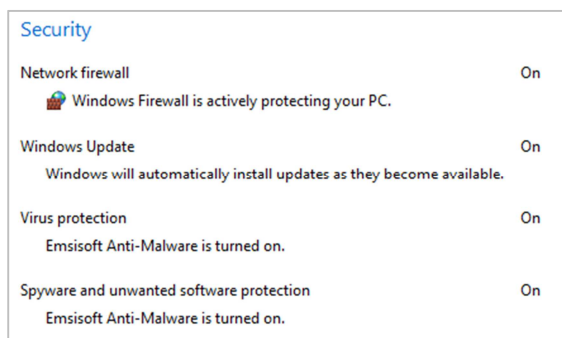 Security
Network firewall On
Windows Firewall is actively protecting your PC.
Windows Update On
Windows will automatically install updates as they become available.
Virus protection On
Emsisoft Anti-Malware is turned on.
Spyware and unwanted software protection On
Emsisoft Anti-Malware is turned on.